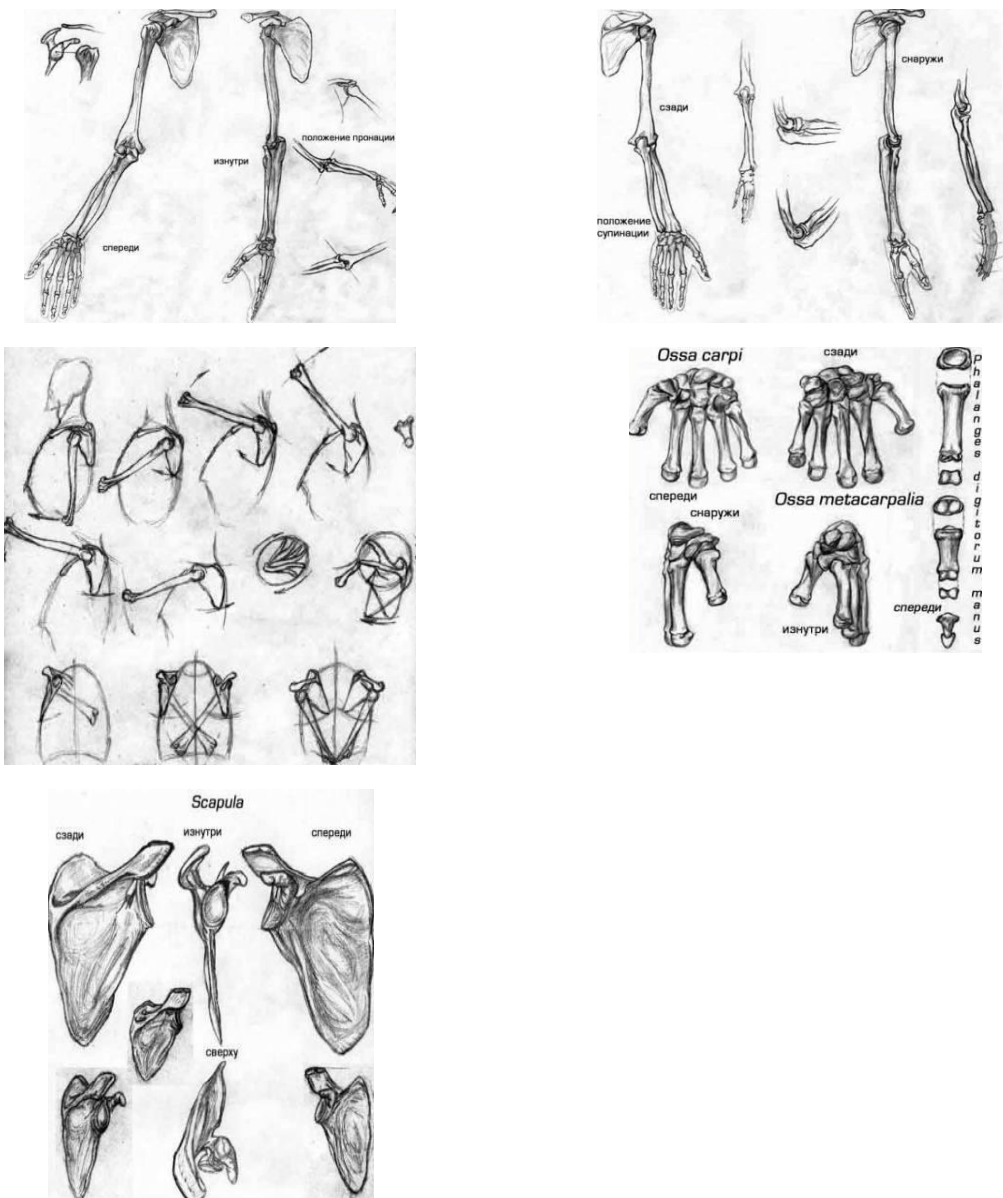 положение пронации
изнутри
спереди
снаружи
сзади
положение
супинации
Ossa carpi
сзади
Phalanges digitorum manus
спереди
снаружи
Ossa metacarpalia
изнутри
спереди
Scapula
сзади
изнутри
спереди
сверху